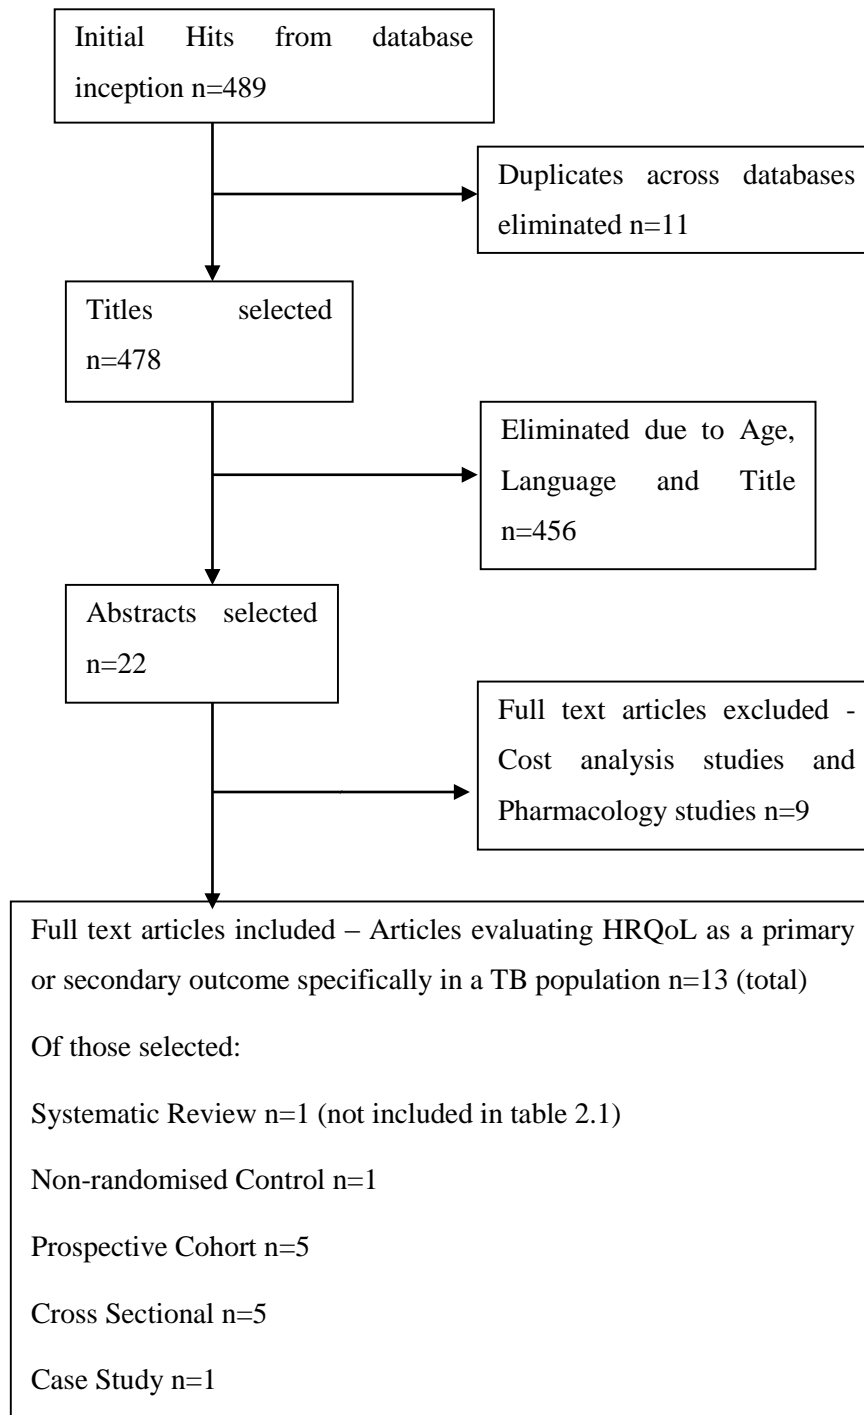 Initial Hits from database
inception n=489
Duplicates across databases
eliminated n=11
Titles selected
n=478
Eliminated due to Age,
Language and Title
n=456
Abstracts selected
n=22
Full text articles excluded -
Cost analysis studies and
Pharmacology studies n=9
Full text articles included – Articles evaluating HRQoL as a primary
or secondary outcome specifically in a TB population n=13 (total)
Of those selected:
Systematic Review n=1 (not included in table 2.1)
Non-randomised Control n=1
Prospective Cohort n=5
Cross Sectional n=5
Case Study n=1